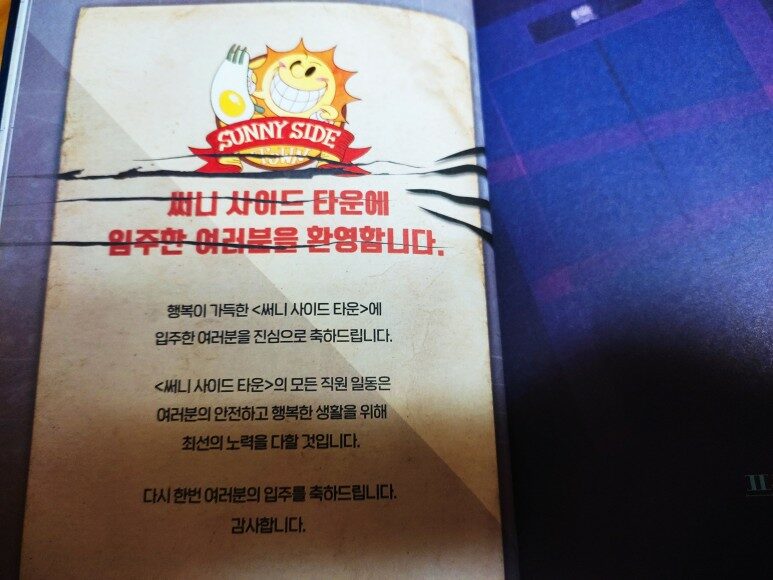 SUNNY SIDE
TOWN
써니 사이드 타운에
입주한 여러분을 환영합니다.
행복이 가득한 <써니 사이드 타운>에
입주한 여러분을 진심으로 축하드립니다.
<써니 사이드 타운>의 모든 직원 일동은
여러분의 안전하고 행복한 생활을 위해
최선의 노력을 다할 것입니다.
다시 한번 여러분의 입주를 축하드립니다.
감사합니다.
II